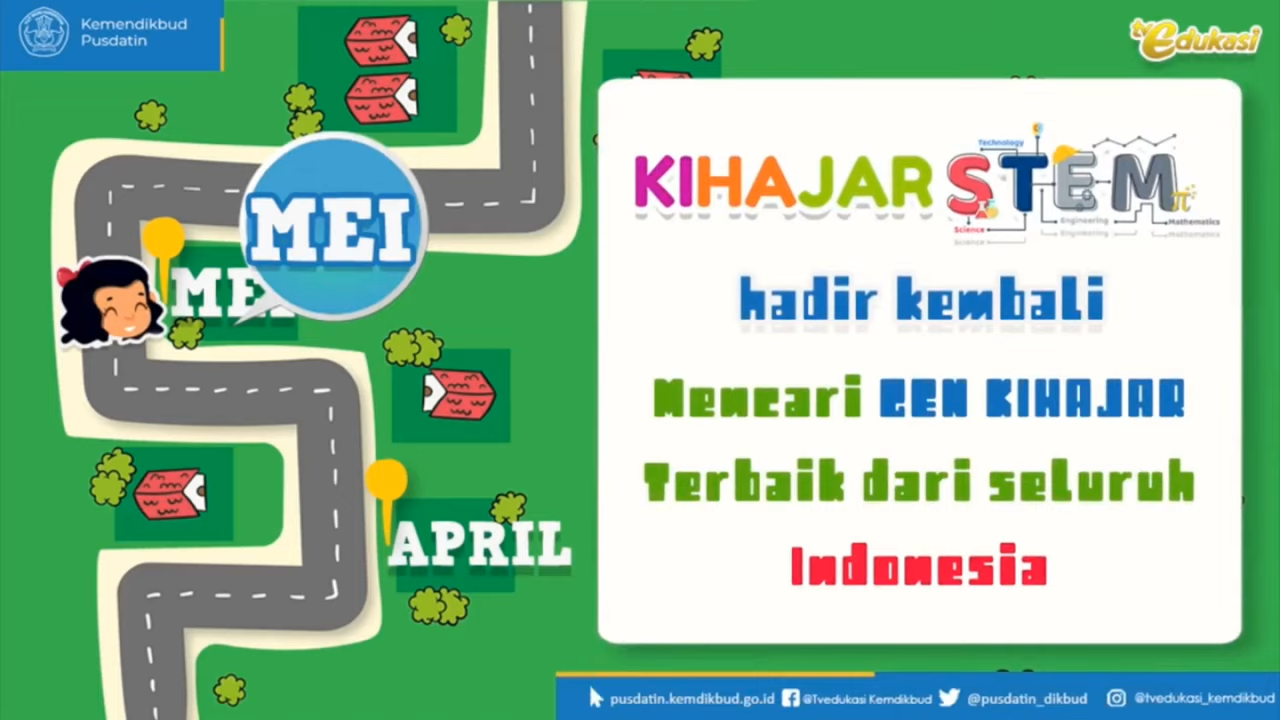 Kemendikbud
Pusdatin
tv Edukasi
MEI
MEI
APRIL
KIHAJAR STEM
Technology
Engineering
Science
Mathematics
hadir kembali
Mencari GEN KIHAJAR
Terbaik dari seluruh
Indonesia
pusdatin.kemdikbud.go.id @Tvedukasi Kemdikbud @pusdatin_dikbud @tvedukasi_kemdikbud